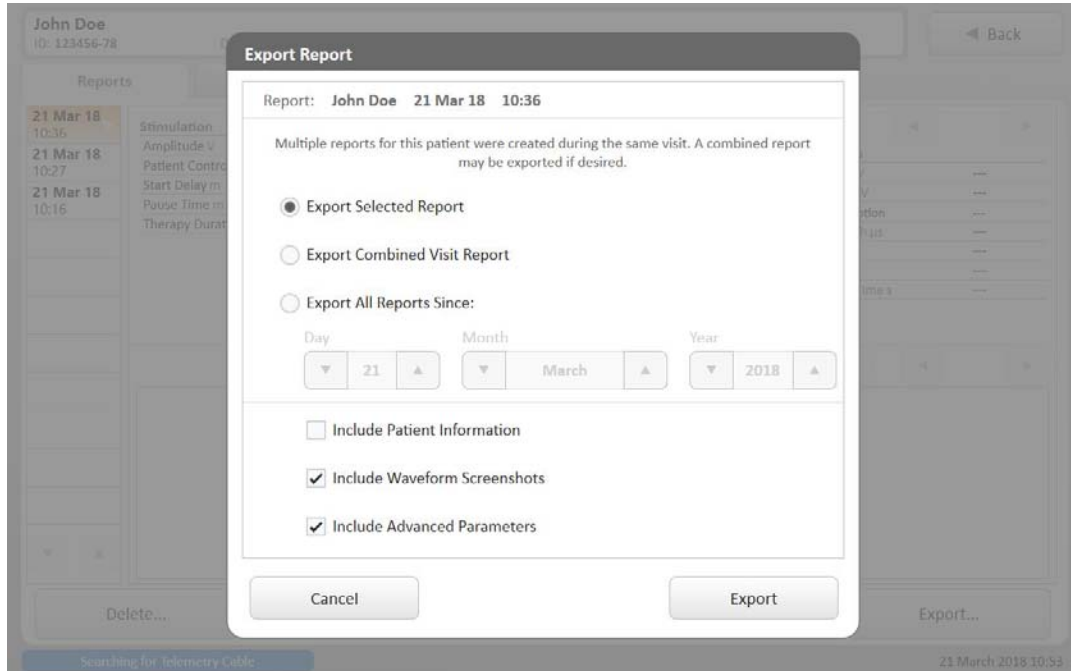 John Doe
ID: 123456-78
Back
Reports
Export Report
Report: John Doe 21 Mar 18 10:36
Multiple reports for this patient were created during the same visit. A combined report
may be exported if desired.
Export Selected Report
Export Combined Visit Report
Export All Reports Since:
Day Month Year
21 March 2018
Include Patient Information
Include Waveform Screenshots
Include Advanced Parameters
Cancel Export
21 Mar 18
10:36
21 Mar 18
10:27
21 Mar 18
10:16
Stimulation
Amplitude V
Patient Contro
Start Delay m
Pause Time m
Therapy Durat
---
---
---
---
---
---
---
Delete...
Export...
Searching for Telemetry Cable
21 March 2018 10:53